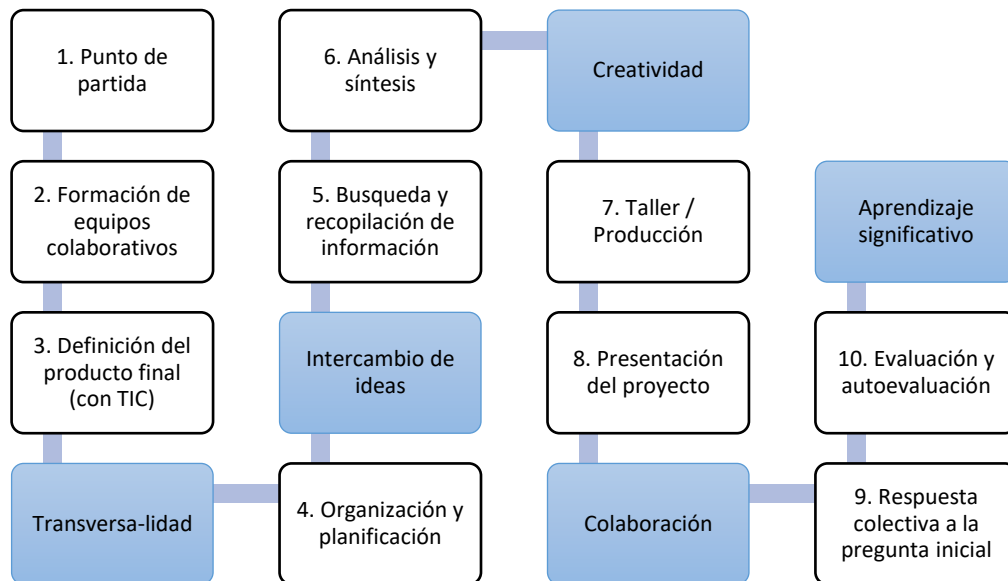 1. Punto de
partida
2. Formación de
equipos
colaborativos
3. Definición del
producto final
(con TIC)
Transversa-lidad
4. Organización y
planificación
Intercambio de
ideas
5. Busqueda y
recopilación de
información
6. Análisis y
síntesis
Creatividad
7. Taller /
Producción
8. Presentación
del proyecto
Colaboración
9. Respuesta
colectiva a la
pregunta inicial
10. Evaluación y
autoevaluación
Aprendizaje
significativo